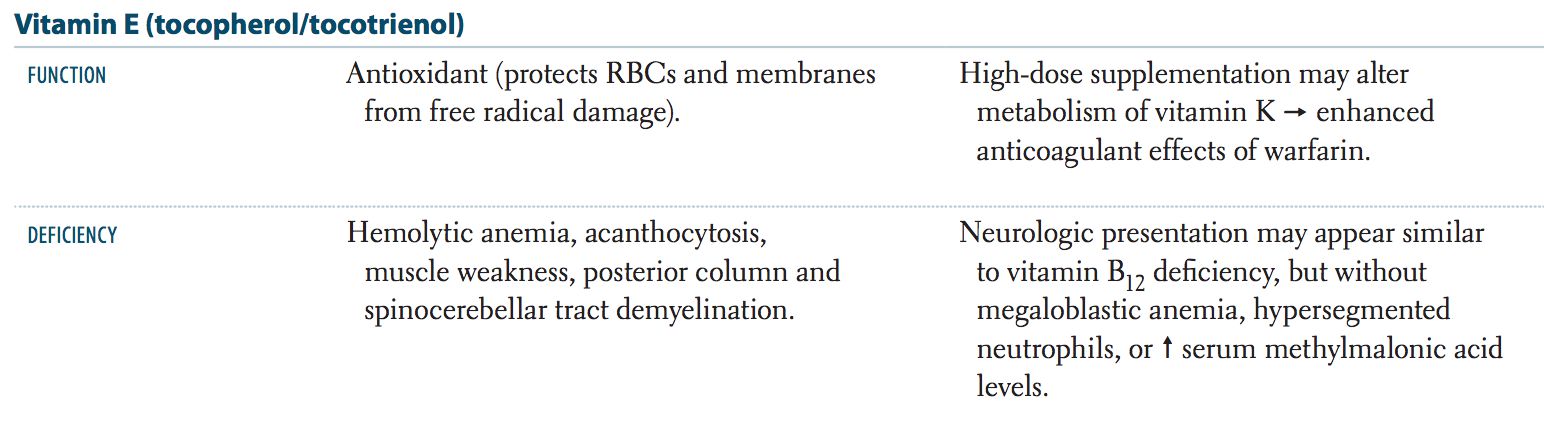 Vitamin E (tocopherol/tocotrienol)
FUNCTION
Antioxidant (protects RBCs and membranes
from free radical damage).
High-dose supplementation may alter
metabolism of vitamin K → enhanced
anticoagulant effects of warfarin.
DEFICIENCY
Hemolytic anemia, acanthocytosis,
muscle weakness, posterior column and
spinocerebellar tract demyelination.
Neurologic presentation may appear similar
to vitamin B₁₂ deficiency, but without
megaloblastic anemia, hypersegmented
neutrophils, or ↑ serum methylmalonic acid
levels.